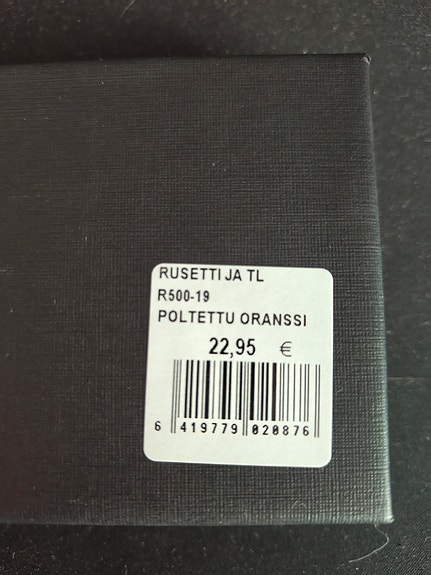 RUSETTI JA TL
R500-19
POLTETTU ORANSSI
22,95 €
6 419779 020876